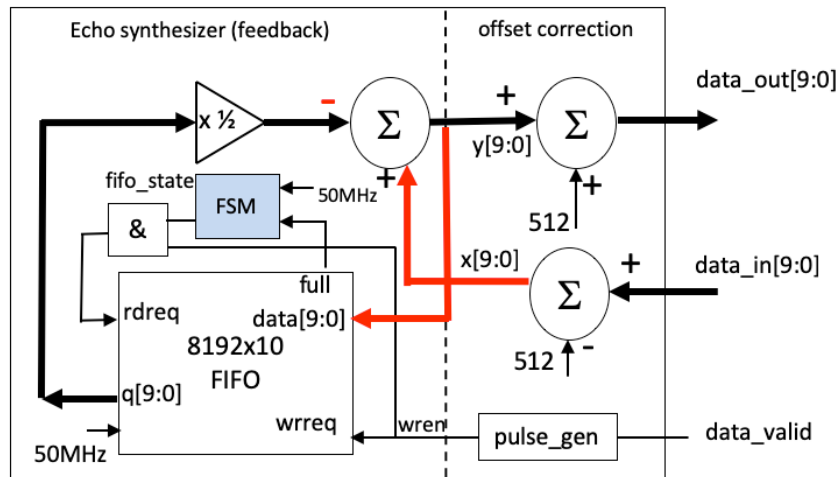 Echo synthesizer (feedback)
offset correction
data_out[9:0]
x ½
-
Σ
+
Σ
y[9:0]
+
+
512
fifo_state
FSM
50MHz
&
full
x[9:0]
data_in[9:0]
+
Σ
-
512
rdreq
data[9:0]
8192x10
FIFO
q[9:0]
wrreq
wren
pulse_gen
data_valid
50MHz